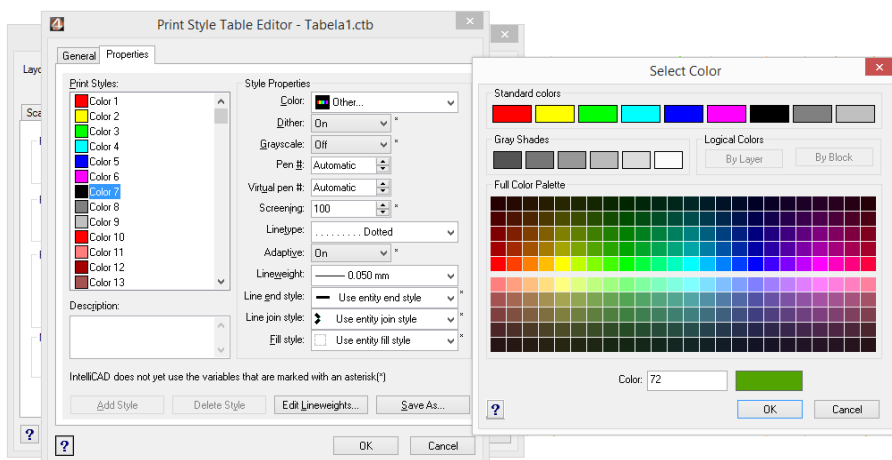 Print Style Table Editor - Tabela1.ctb
General Properties
Print Styles:
Color 1
Color 2
Color 3
Color 4
Color 5
Color 6
Color 7
Color 8
Color 9
Color 10
Color 11
Color 12
Color 13
Description:
Style Properties
Color: Other...
Dither: On *
Grayscale: Off *
Pen #: Automatic
Virtual pen #: Automatic
Screening: 100 *
Linetype: . . . . . . . . . Dotted
Adaptive: On *
Lineweight: 0.050 mm
Line end style: Use entity end style *
Line join style: Use entity join style *
Fill style: Use entity fill style *
IntelliCAD does not yet use the variables that are marked with an asterisk(*)
Add Style Delete Style Edit Lineweights... Save As...
? ? OK Cancel
Select Color
Standard colors
Gray Shades
Logical Colors
By Layer By Block
Full Color Palette
Color: 72
? OK Cancel